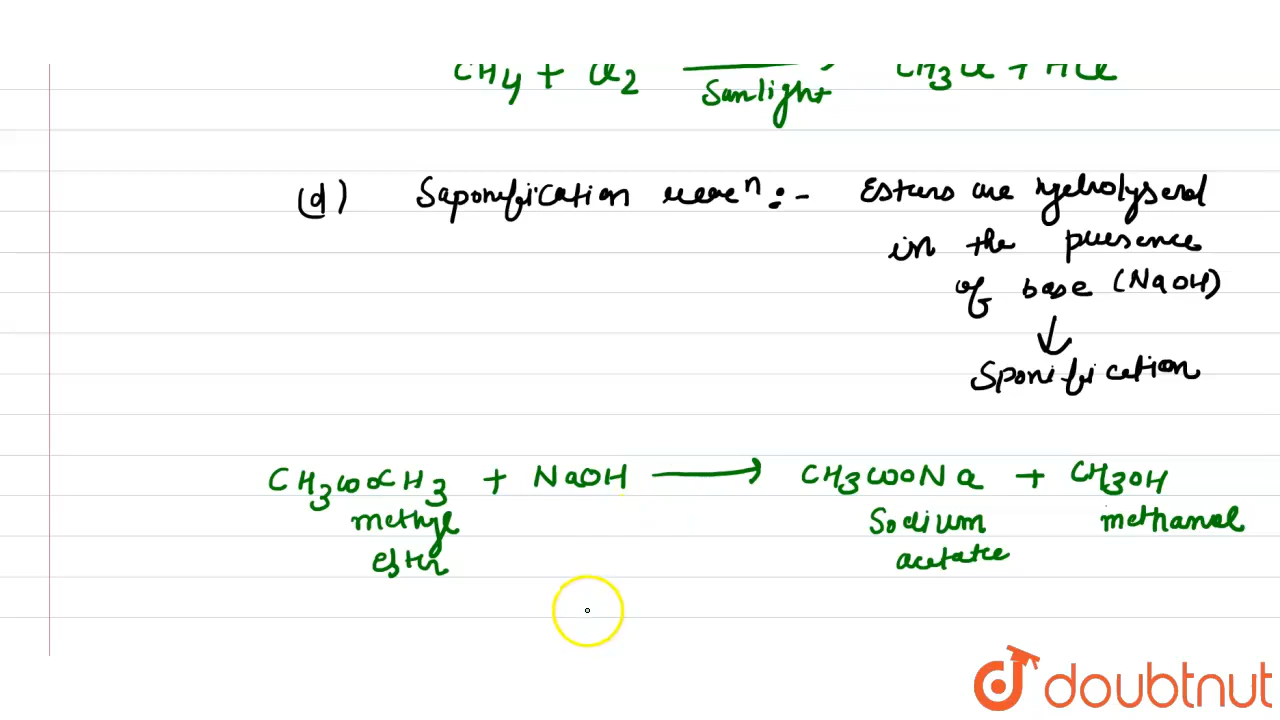 CH4 + Cl2 Sunlight CH3Cl + HCl
(d) Saponification reacⁿ :- Esters are hydrolysed
in the presence
of base (NaOH)
↓
Sponification
CH3COOCH3 + NaOH ⟶ CH3COONa + CH3OH
methyl Sodium methanol
ester acetate
doubtnut